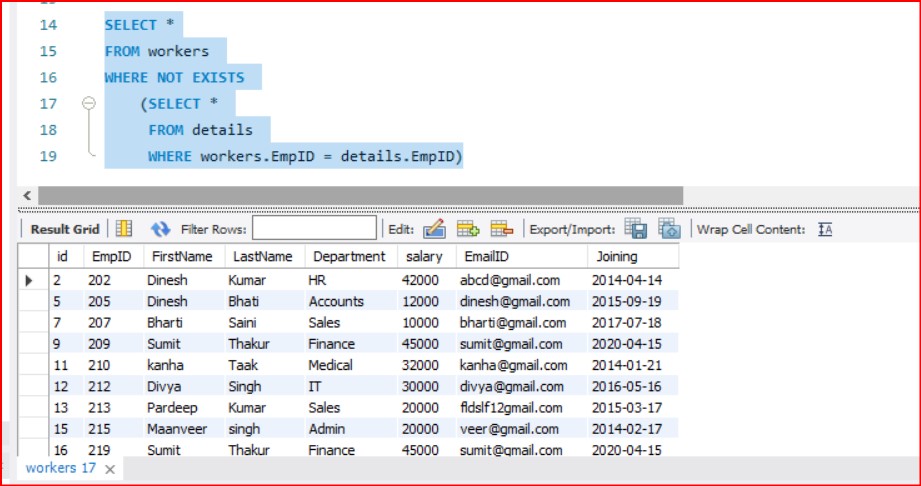 14 SELECT *
15 FROM workers
16 WHERE NOT EXISTS
17 (SELECT *
18 FROM details
19 WHERE workers.EmpID = details.EmpID)
Result Grid Filter Rows: Edit: Export/Import: Wrap Cell Content: IA
id EmpID FirstName LastName Department salary EmailID Joining
2 202 Dinesh Kumar HR 42000 abcd@gmail.com 2014-04-14
5 205 Dinesh Bhati Accounts 12000 dinesh@gmail.com 2015-09-19
7 207 Bharti Saini Sales 10000 bharti@gmail.com 2017-07-18
9 209 Sumit Thakur Finance 45000 sumit@gmail.com 2020-04-15
11 210 kanha Taak Medical 32000 kanha@gmail.com 2014-01-21
12 212 Divya Singh IT 30000 divya@gmail.com 2016-05-16
13 213 Pardeep Kumar Sales 20000 fldslf12gmail.com 2015-03-17
15 215 Maanveer singh Admin 20000 veer@gmail.com 2014-02-17
16 219 Sumit Thakur Finance 45000 sumit@gmail.com 2020-04-15
workers 17